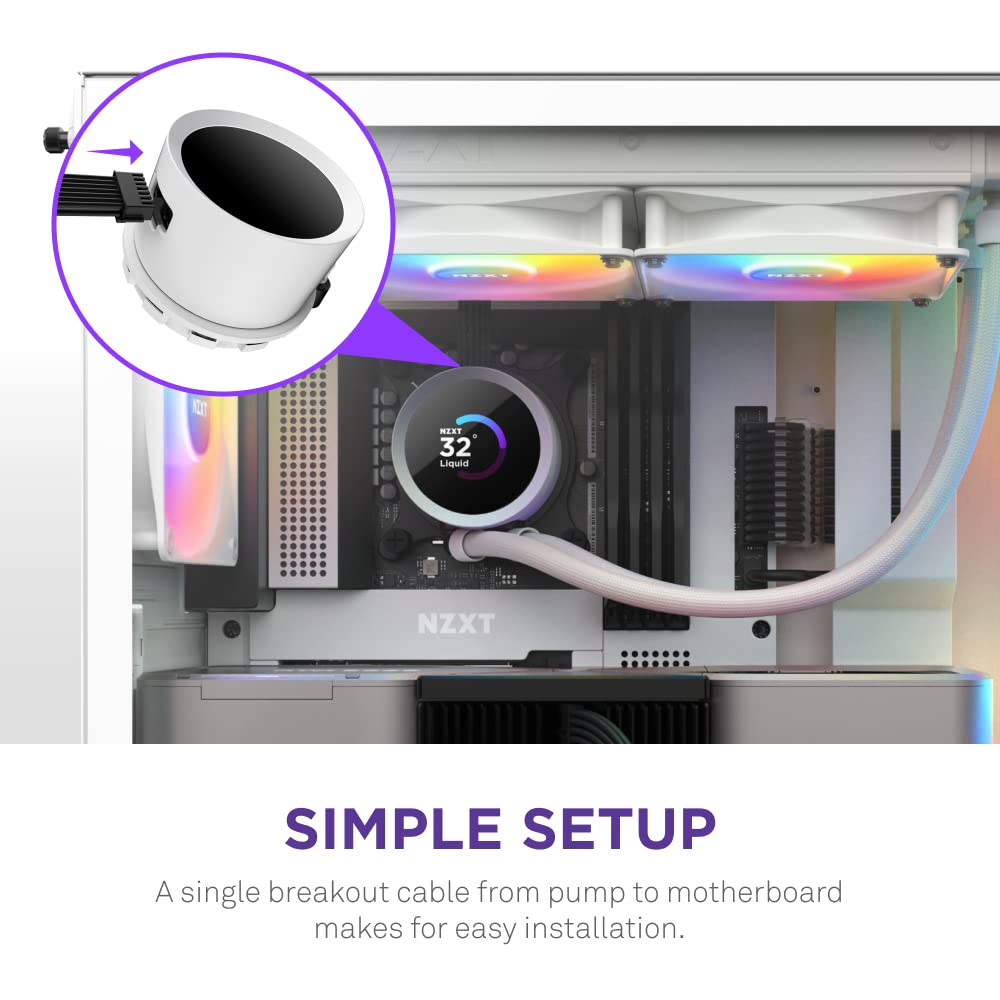 NZXT
NZXT
NZXT
NZXT
32°
Liquid
NZXT
SIMPLE SETUP
A single breakout cable from pump to motherboard
makes for easy installation.